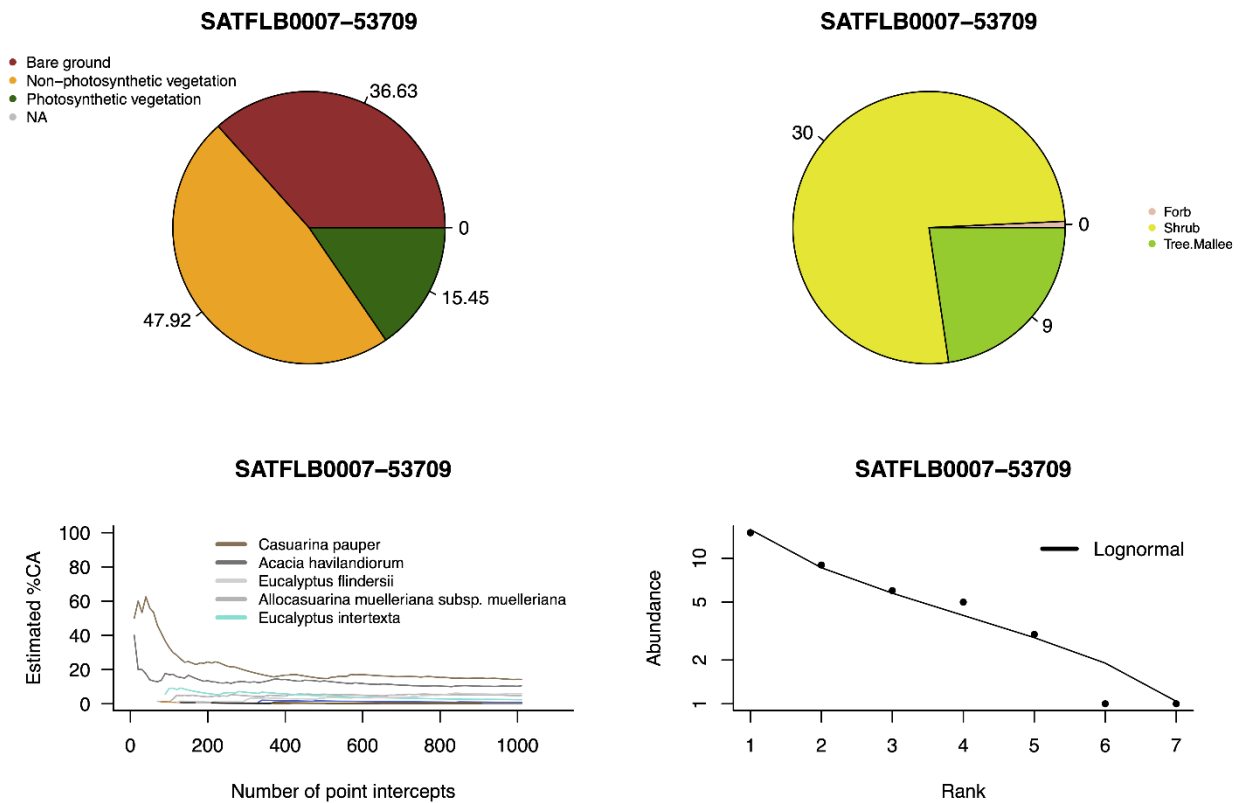 SATFLB0007−53709
Bare ground
Non−photosynthetic vegetation
Photosynthetic vegetation
NA
36.63
0
15.45
47.92
SATFLB0007−53709
30
0
9
Forb
Shrub
Tree.Mallee
SATFLB0007−53709
Estimated %CA
100
80
60
40
20
0
Casuarina pauper
Acacia havilandiorum
Eucalyptus flindersii
Allocasuarina muelleriana subsp. muelleriana
Eucalyptus intertexta
0 200 400 600 800 1000
Number of point intercepts
SATFLB0007−53709
Abundance
10
5
2
1
Lognormal
1 2 3 4 5 6 7
Rank